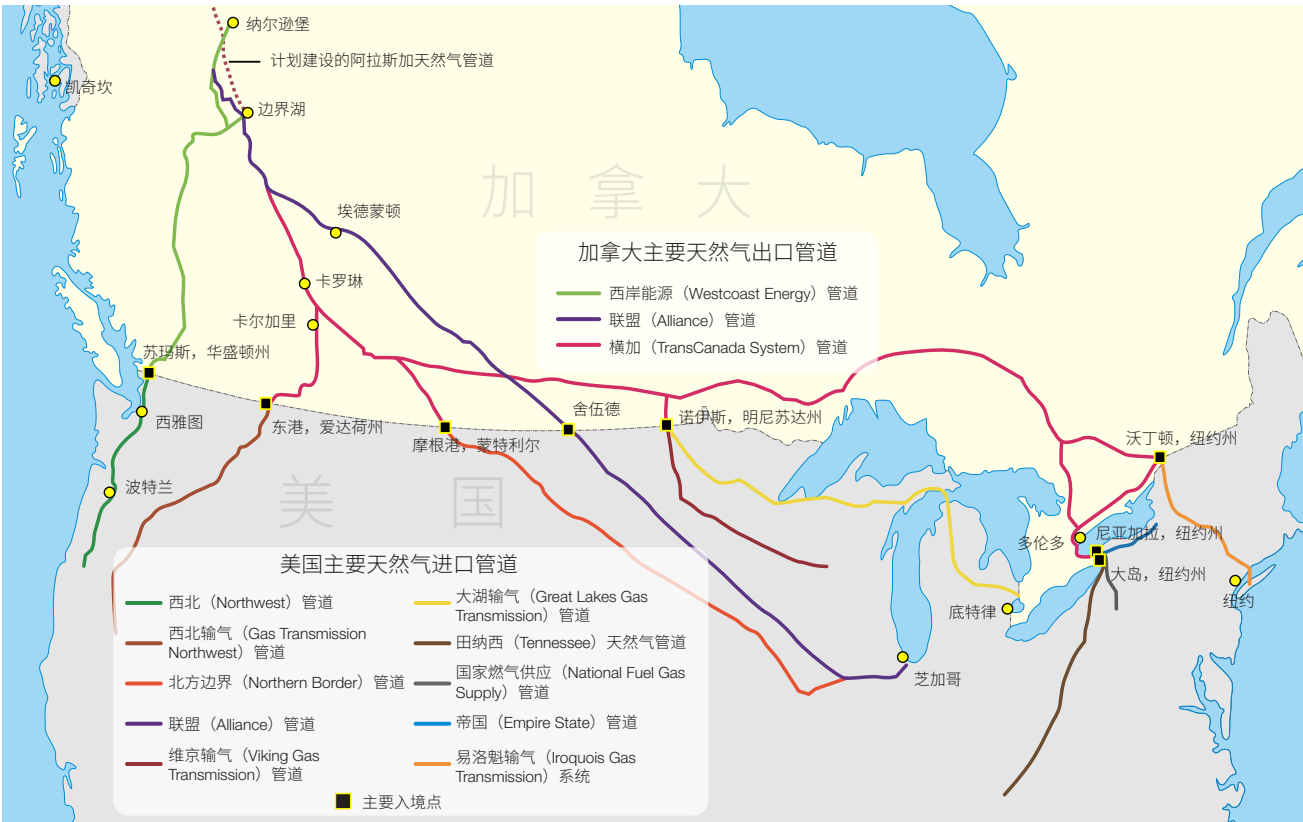 纳尔逊堡
计划建设的阿拉斯加天然气管道
凯奇坎
边界湖
加拿大
埃德蒙顿
加拿大主要天然气出口管道
西岸能源（Westcoast Energy）管道
联盟（Alliance）管道
横加（TransCanada System）管道
卡罗琳
卡尔加里
苏玛斯，华盛顿州
西雅图
东港，爱达荷州
摩根港，蒙特利尔
舍伍德
诺伊斯，明尼苏达州
沃丁顿，纽约州
美国
波特兰
多伦多
尼亚加拉，纽约州
大岛，纽约州
纽约
底特律
芝加哥
美国主要天然气进口管道
西北（Northwest）管道
西北输气（Gas Transmission
Northwest）管道
北方边界（Northern Border）管道
联盟（Alliance）管道
维京输气（Viking Gas
Transmission）管道
大湖输气（Great Lakes Gas
Transmission）管道
田纳西（Tennessee）天然气管道
国家燃气供应（National Fuel Gas
Supply）管道
帝国（Empire State）管道
易洛魁输气（Iroquois Gas
Transmission）系统
主要入境点